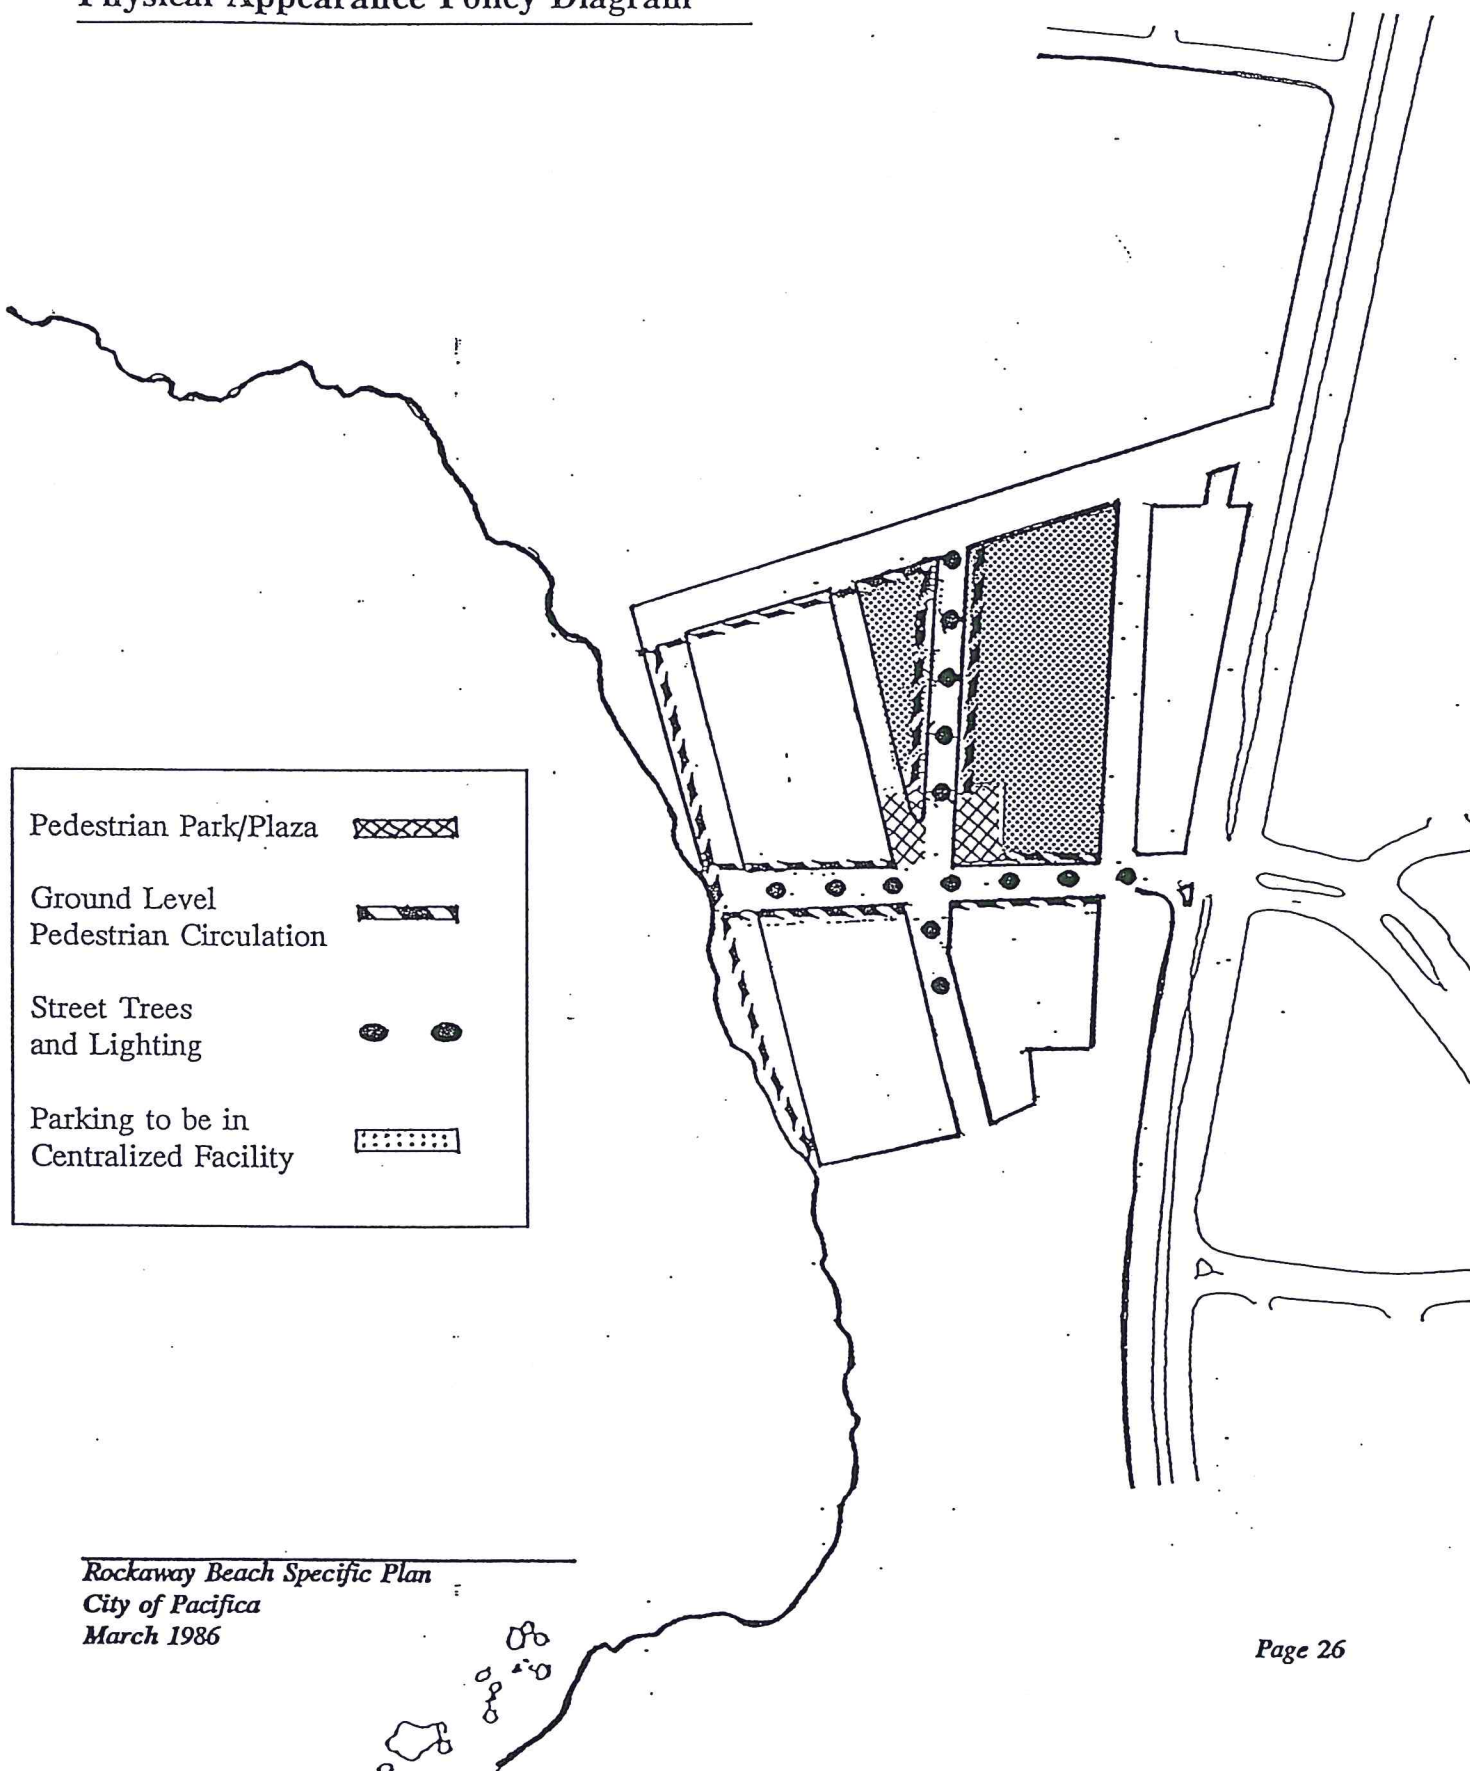 Physical Appearance Policy Diagram
Pedestrian Park/Plaza
Ground Level
Pedestrian Circulation
Street Trees
and Lighting
Parking to be in
Centralized Facility
Rockaway Beach Specific Plan
City of Pacifica
March 1986
Page 26